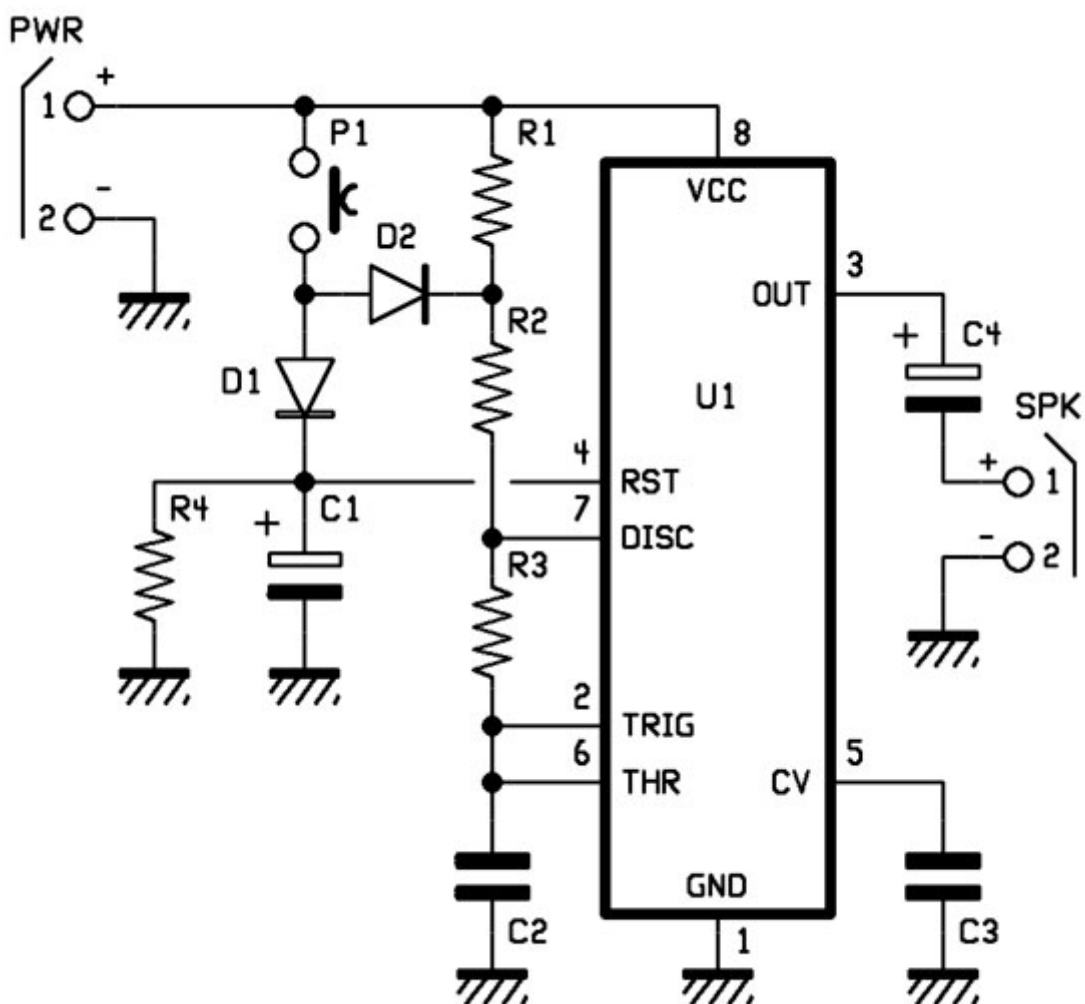 PWR
1 +
2 -
P1
R1
D2
R2
D1
R4
+ C1
R3
C2
8
VCC
3
OUT
U1
4
RST
7
DISC
2
TRIG
6
THR
5
CV
GND
1
+ C4
SPK
+ 1
- 2
C3